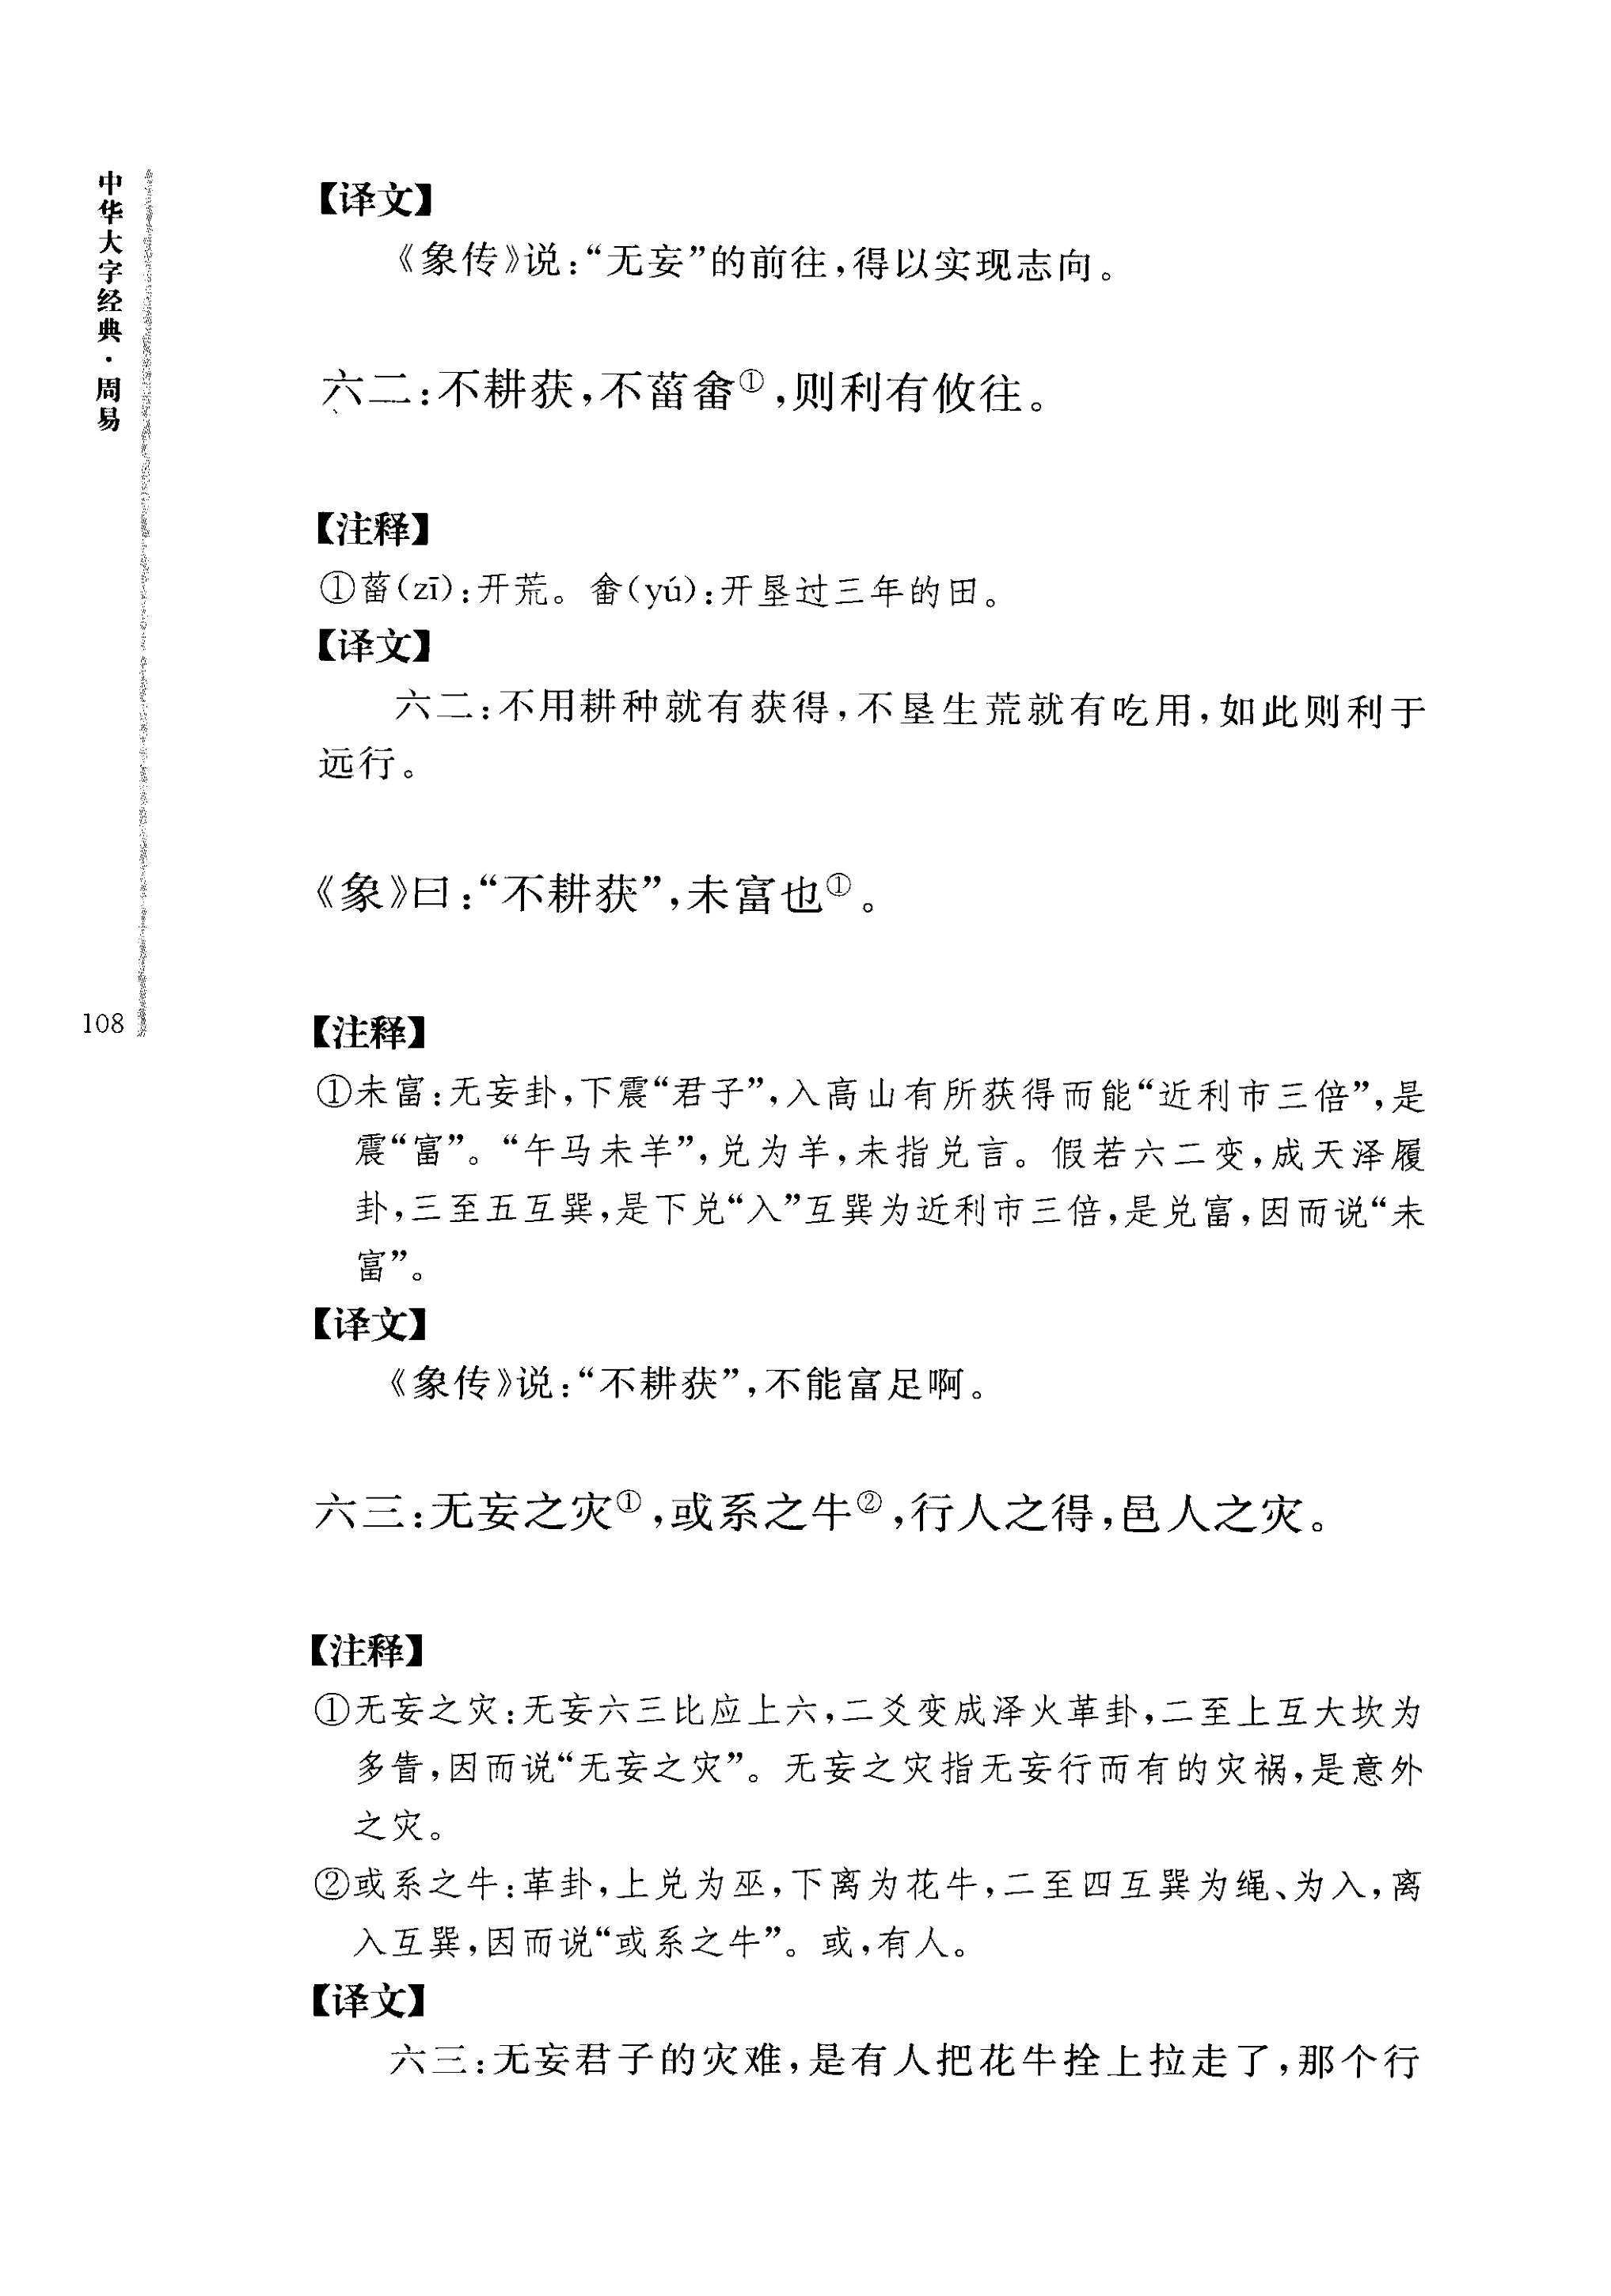 中华大字经典·周易
108
【译文】
《象传》说:“无妄”的前往,得以实现志向。
六二:不耕获,不菑畲①,则利有攸往。
【注释】
①菑(zī):开荒。畲(yú):开垦过三年的田。
【译文】
六二:不用耕种就有获得,不垦生荒就有吃用,如此则利于
远行。
《象》曰:“不耕获”,未富也①。
【注释】
①未富:无妄卦,下震“君子”,入高山有所获得而能“近利市三倍”,是
震“富”。“午马未羊”,兑为羊,未指兑言。假若六二变,成天泽履
卦,三至五互巽,是下兑“入”互巽为近利市三倍,是兑富,因而说“未
富”。
【译文】
《象传》说:“不耕获”,不能富足啊。
六三:无妄之灾①,或系之牛②,行人之得,邑人之灾。
【注释】
①无妄之灾:无妄六三比应上六,二爻变成泽火革卦,二至上互大坎为
多眚,因而说“无妄之灾”。无妄之灾指无妄行而有的灾祸,是意外
之灾。
②或系之牛:革卦,上兑为巫,下离为花牛,二至四互巽为绳、为入,离
入互巽,因而说“或系之牛”。或,有人。
【译文】
六三:无妄君子的灾难,是有人把花牛拴上拉走了,那个行